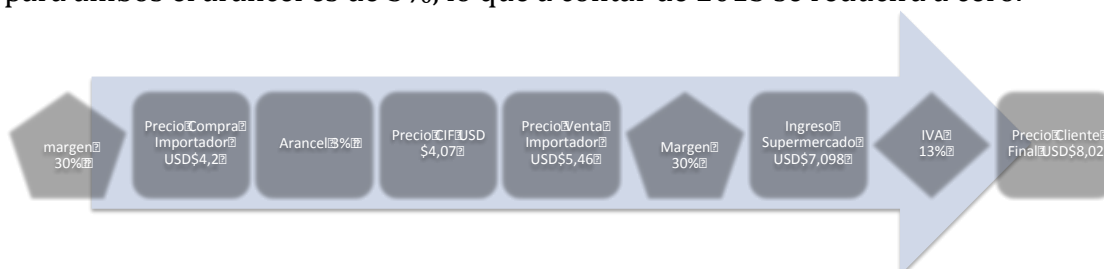 para ambos el arancel es de lo que a contar de se reducirá a cero.
margen
30%
Precio Compra
Importador
USD$4,2
Arancel 3%
Precio CIF USD
$4,07
Precio Venta
Importador
USD$5,46
Margen
30%
Ingreso
Supermercado
USD$7,098
IVA
13%
Precio Cliente
Final USD$8,02